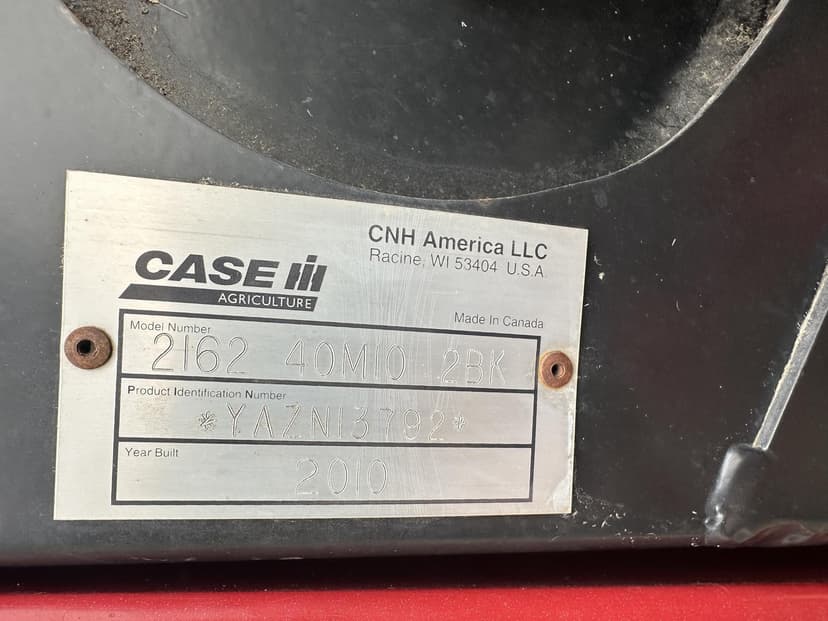 CNH America LLC
Racine, WI 53404 U.S.A.
CASE IH
AGRICULTURE
Made In Canada
Model Number
2162 40M10 2BK
Product Identification Number
*YAZN13792*
Year Built
2010